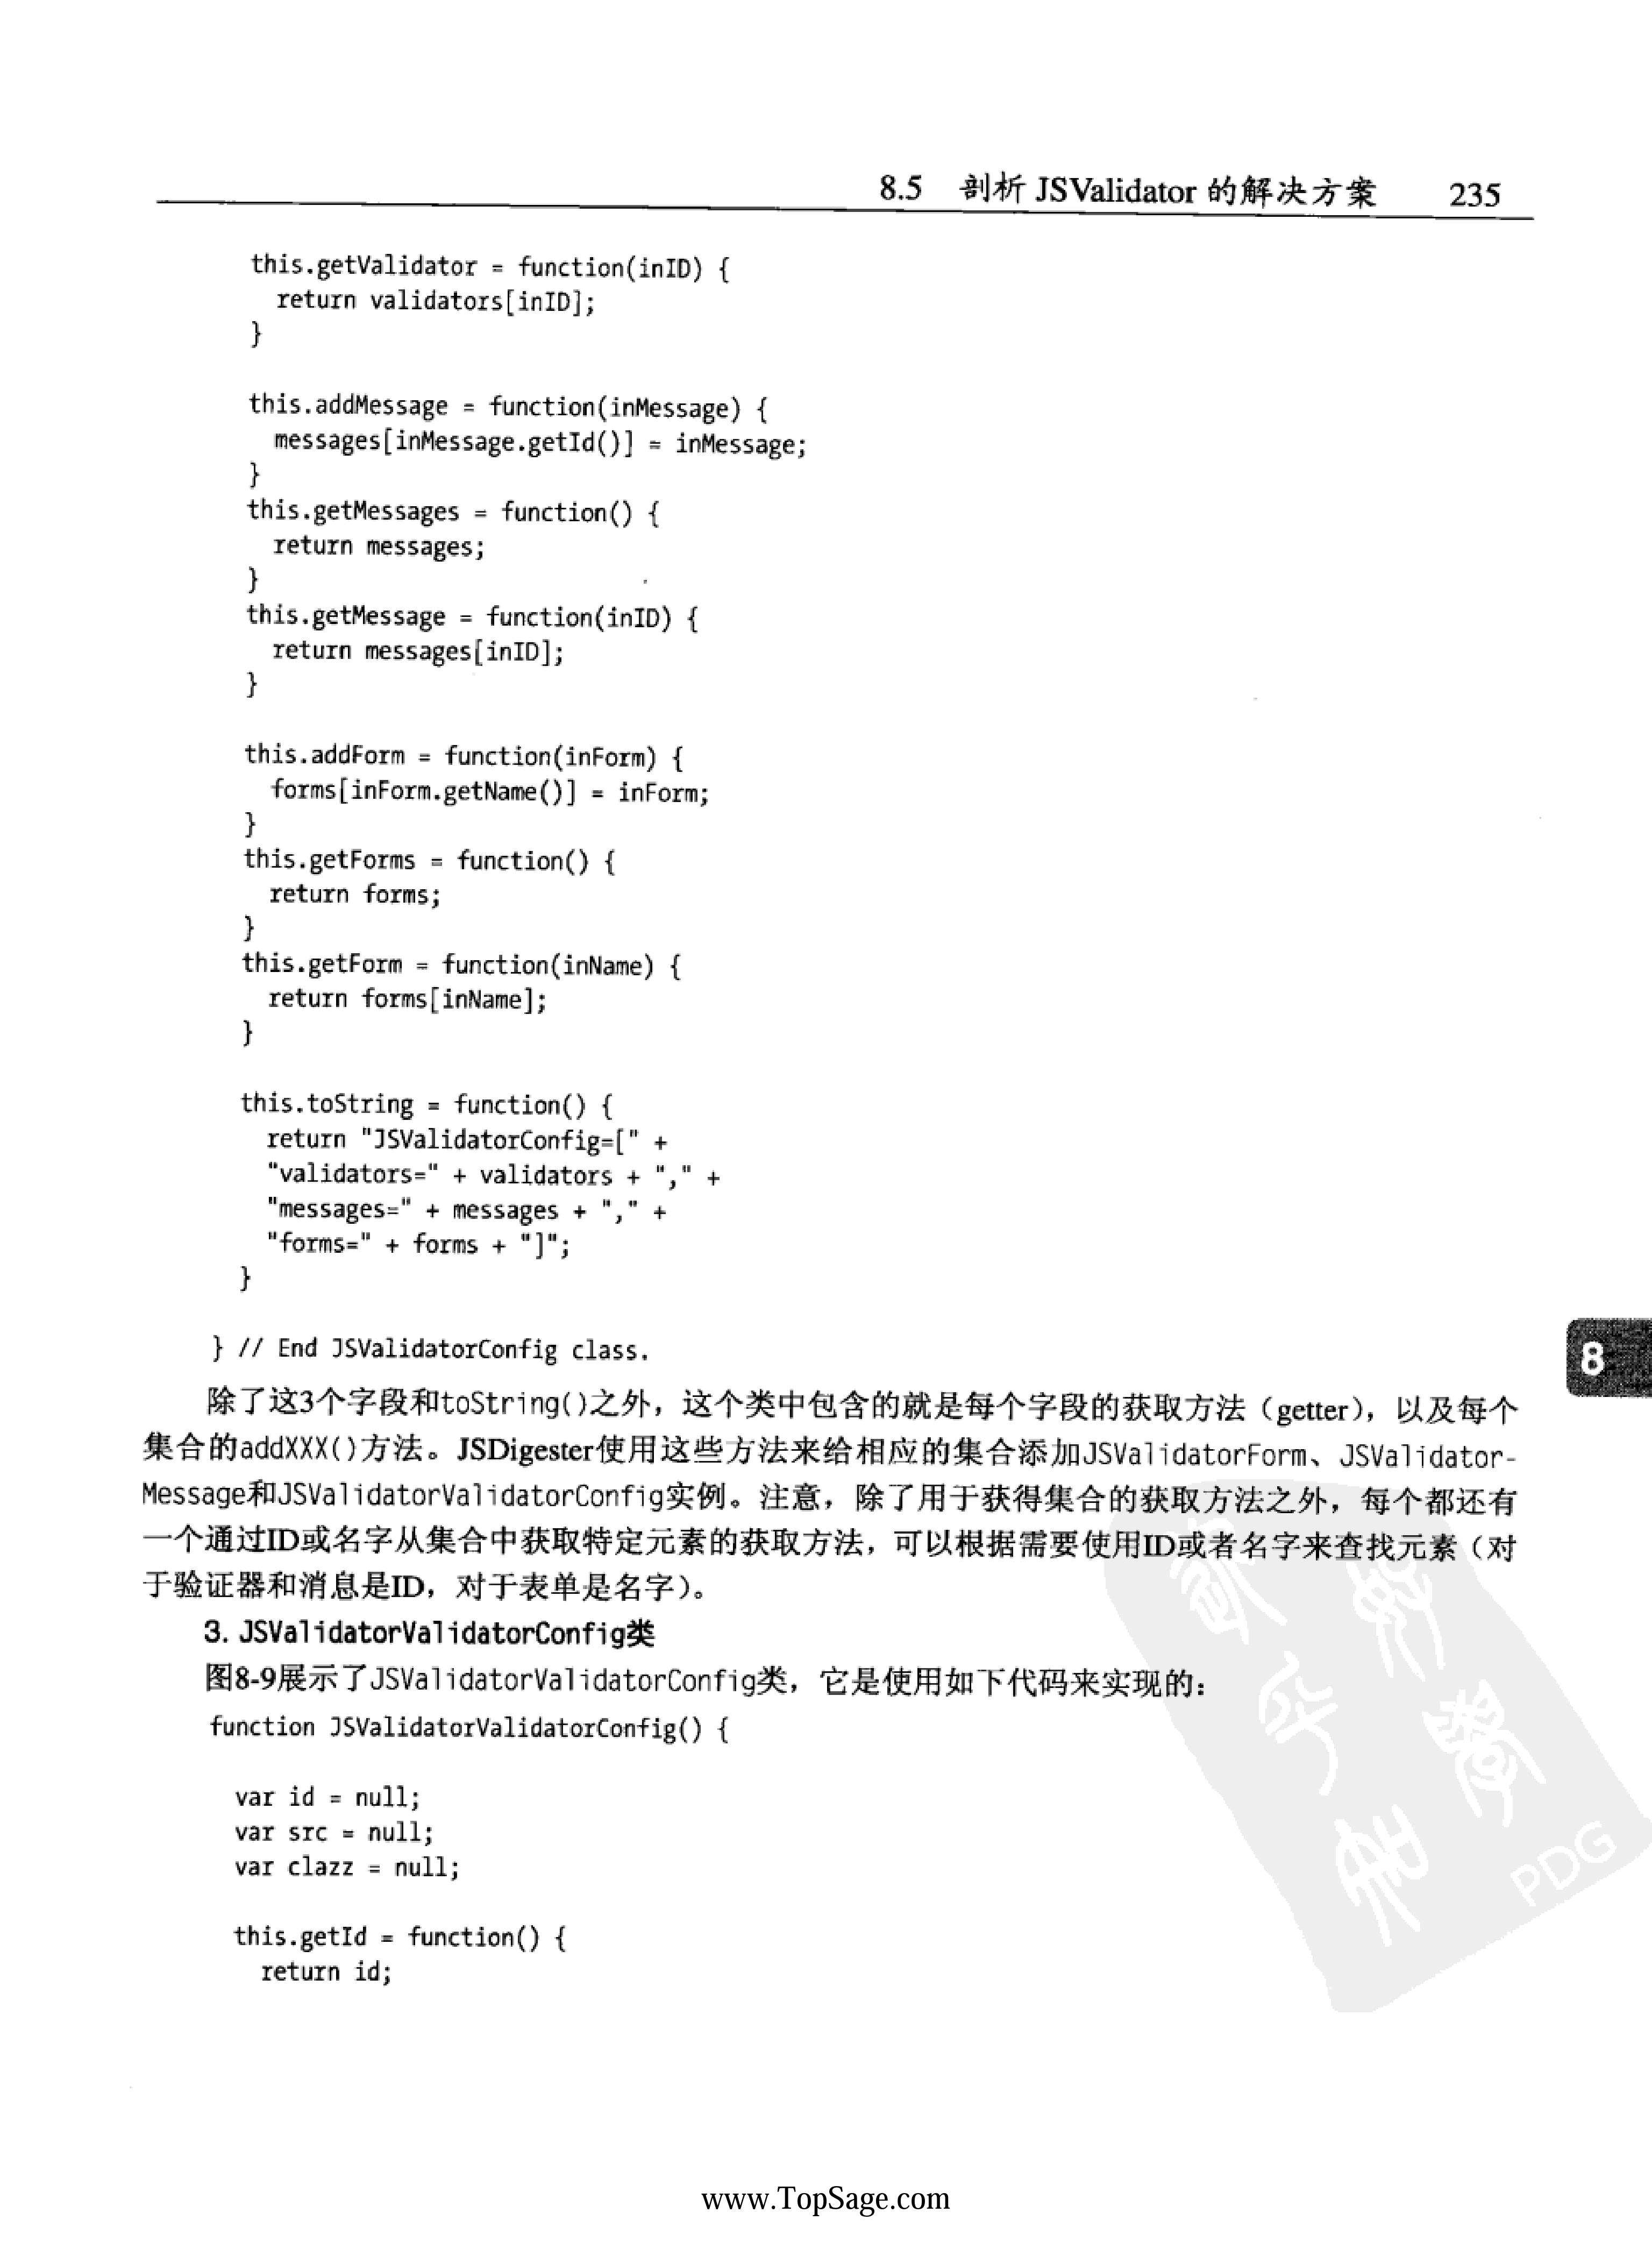 8.5 剖析 JSValidator 的解决方案 235
this.getValidator = function(inID) {
  return validators[inID];
}
this.addMessage = function(inMessage) {
  messages[inMessage.getId()] = inMessage;
}
this.getMessages = function() {
  return messages;
}
this.getMessage = function(inID) {
  return messages[inID];
}
this.addForm = function(inForm) {
  forms[inForm.getName()] = inForm;
}
this.getForms = function() {
  return forms;
}
this.getForm = function(inName) {
  return forms[inName];
}
this.toString = function() {
  return "JSValidatorConfig=[" +
  "validators=" + validators + "," +
  "messages=" + messages + "," +
  "forms=" + forms + "]";
}
} // End JSValidatorConfig class.
8
除了这3个字段和toString()之外，这个类中包含的就是每个字段的获取方法（getter），以及每个
集合的addXXX()方法。JSDigester使用这些方法来给相应的集合添加JSValidatorForm、JSValidator-
Message和JSValidatorValidatorConfig实例。注意，除了用于获得集合的获取方法之外，每个都还有
一个通过ID或名字从集合中获取特定元素的获取方法，可以根据需要使用ID或者名字来查找元素（对
于验证器和消息是ID，对于表单是名字）。
3. JSValidatorValidatorConfig类
图8-9展示了JSValidatorValidatorConfig类，它是使用如下代码来实现的：
function JSValidatorValidatorConfig() {
  var id = null;
  var src = null;
  var clazz = null;
  this.getId = function() {
    return id;
PDG
www.TopSage.com